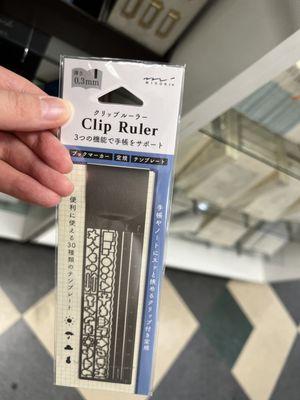 薄さ
0.3mm
MIDORI
クリップルーラー
Clip Ruler
3つの機能で手帳をサポート
ブックマーカー 定規 テンプレート
便利に使える30種類のテンプレート
手帳やノートにスッと挟めるクリップ付き定規